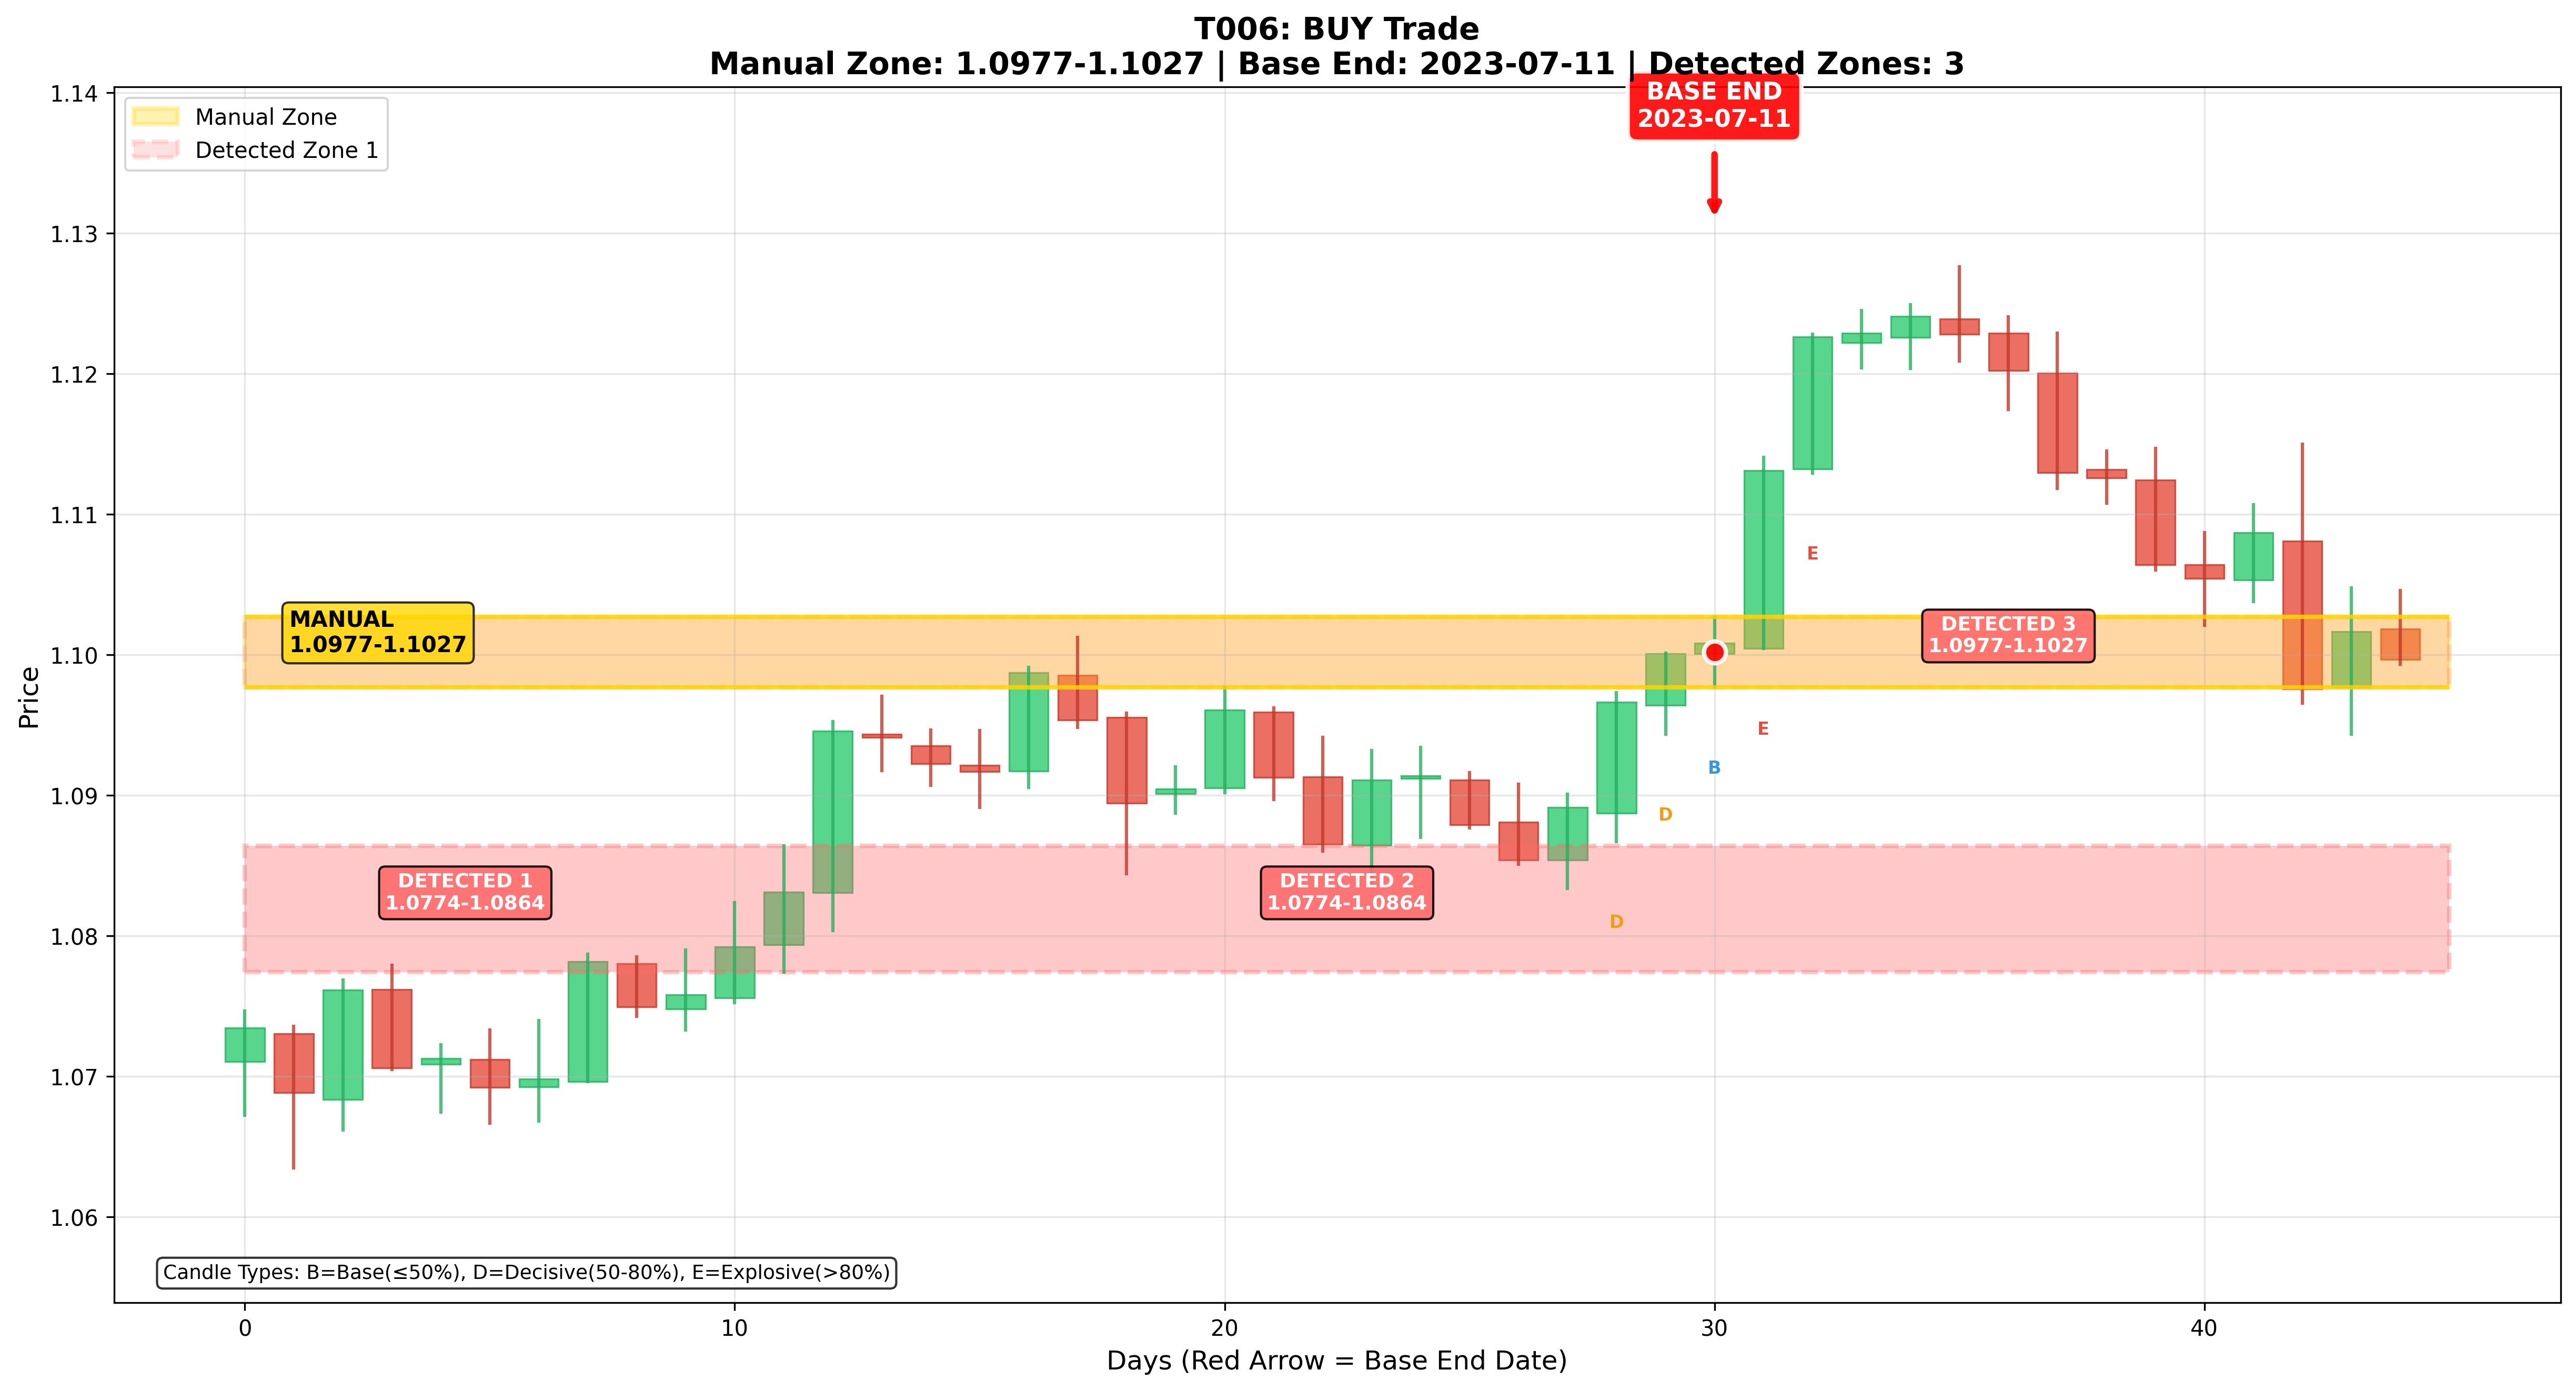 T006: BUY Trade
Manual Zone: 1.0977-1.1027 | Base End: 2023-07-11 | Detected Zones: 3
BASE END
2023-07-11
Manual Zone
Detected Zone 1
1.14
1.13
1.12
1.11
1.10
1.09
1.08
1.07
1.06
Price
MANUAL
1.0977-1.1027
DETECTED 3
1.0977-1.1027
DETECTED 1
1.0774-1.0864
DETECTED 2
1.0774-1.0864
E
E
B
D
D
Candle Types: B=Base(≤50%), D=Decisive(50-80%), E=Explosive(>80%)
0
10
20
30
40
Days (Red Arrow = Base End Date)